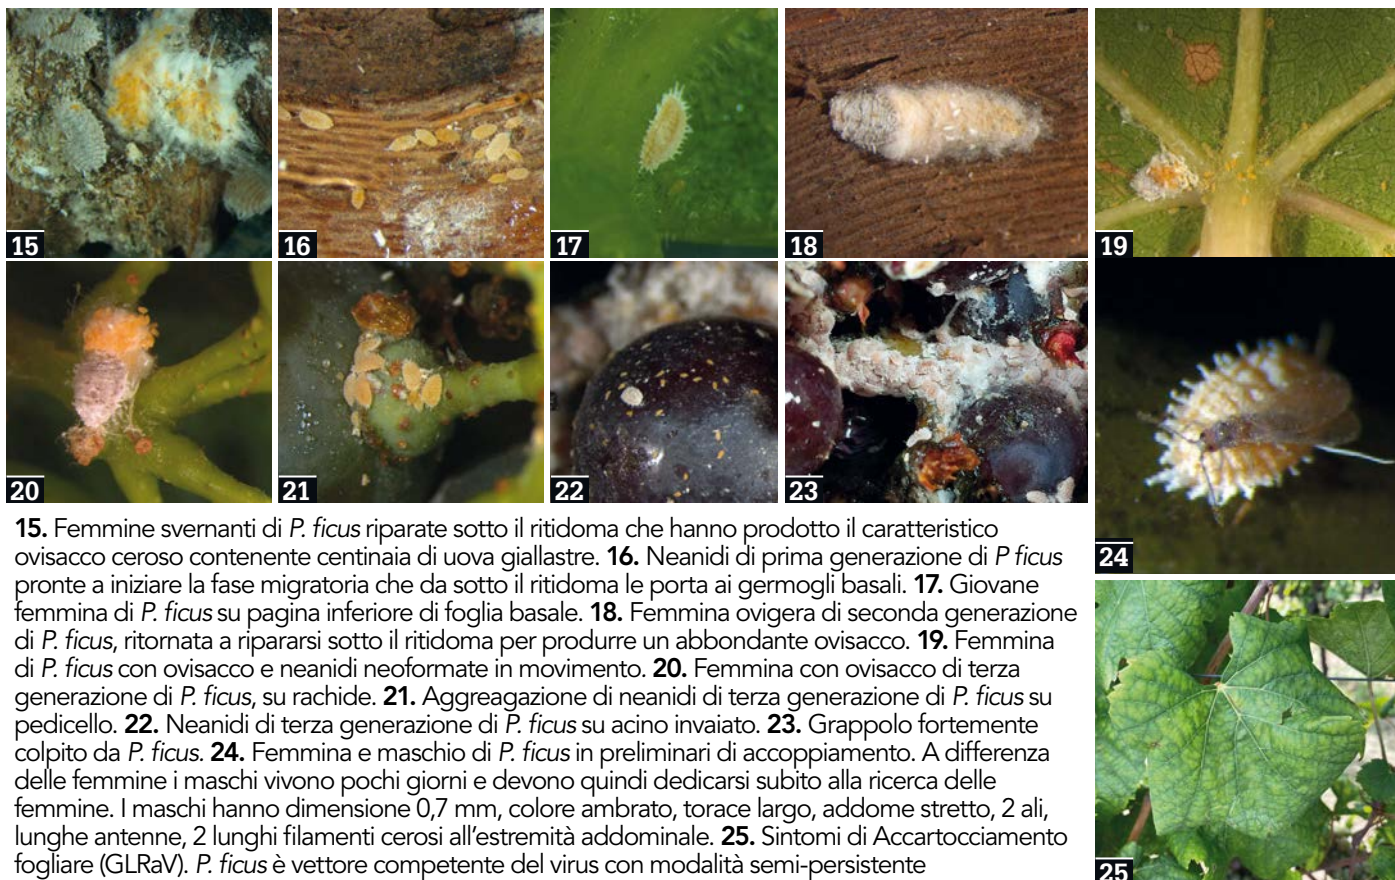 15
16
17
18
19
20
21
22
23
24
25
15. Femmine svernanti di P. ficus riparate sotto il ritidoma che hanno prodotto il caratteristico
ovisacco ceroso contenente centinaia di uova giallastre. 16. Neanidi di prima generazione di P ficus
pronte a iniziare la fase migratoria che da sotto il ritidoma le porta ai germogli basali. 17. Giovane
femmina di P. ficus su pagina inferiore di foglia basale. 18. Femmina ovigera di seconda generazione
di P. ficus, ritornata a ripararsi sotto il ritidoma per produrre un abbondante ovisacco. 19. Femmina
di P. ficus con ovisacco e neanidi neoformate in movimento. 20. Femmina con ovisacco di terza
generazione di P. ficus, su rachide. 21. Aggreagazione di neanidi di terza generazione di P. ficus su
pedicello. 22. Neanidi di terza generazione di P. ficus su acino invaiato. 23. Grappolo fortemente
colpito da P. ficus. 24. Femmina e maschio di P. ficus in preliminari di accoppiamento. A differenza
delle femmine i maschi vivono pochi giorni e devono quindi dedicarsi subito alla ricerca delle
femmine. I maschi hanno dimensione 0,7 mm, colore ambrato, torace largo, addome stretto, 2 ali,
lunghe antenne, 2 lunghi filamenti cerosi all'estremità addominale. 25. Sintomi di Accartocciamento
fogliare (GLRaV). P. ficus è vettore competente del virus con modalità semi-persistente